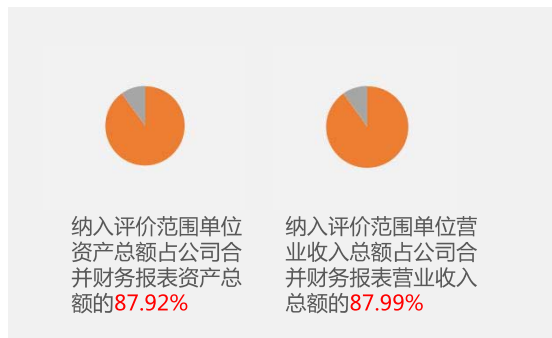 纳入评价范围单位
资产总额占公司合
并财务报表资产总
额的87.92%
纳入评价范围单位营
业收入总额占公司合
并财务报表营业收入
总额的87.99%